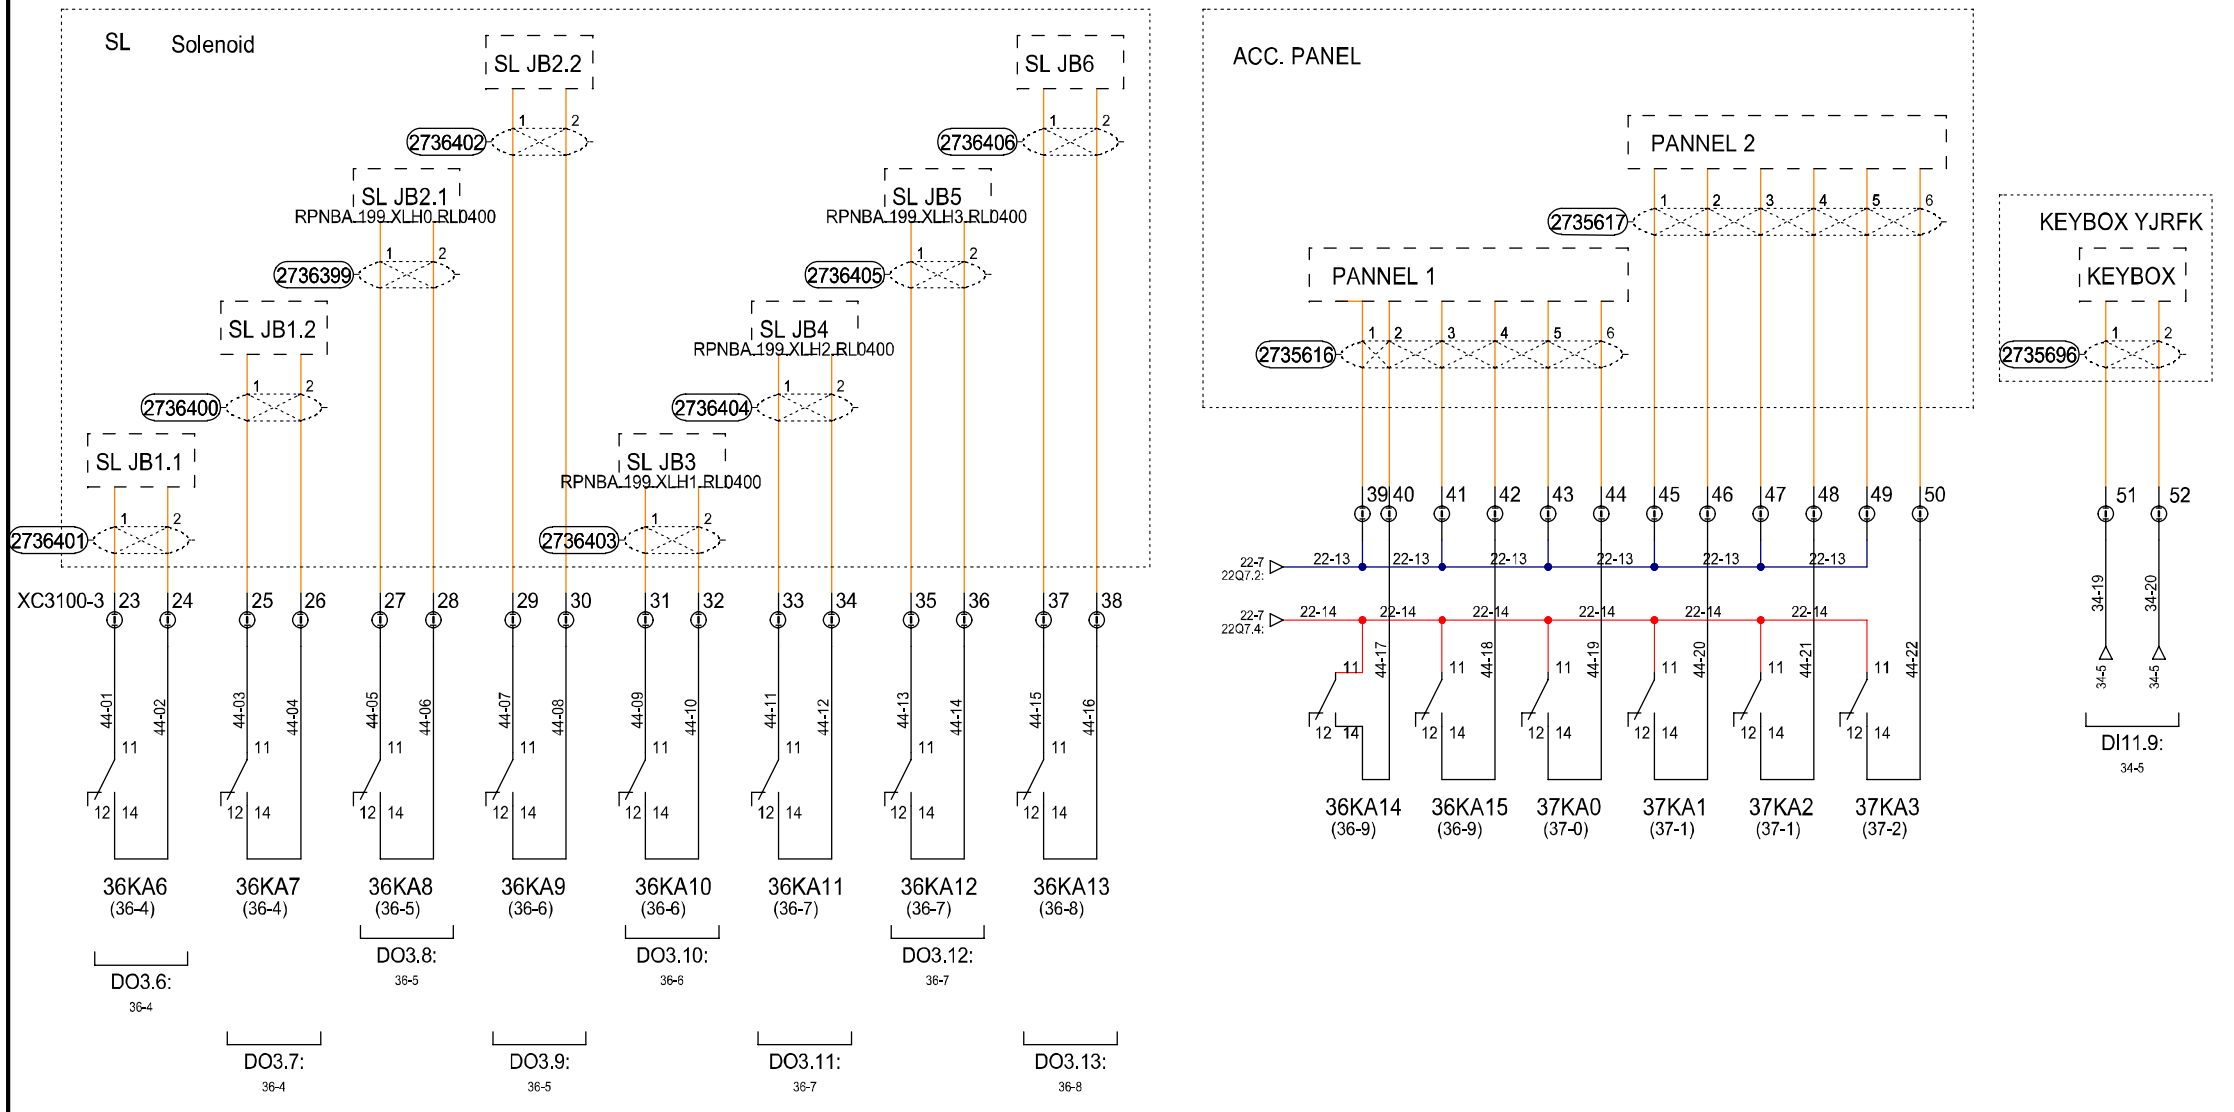 SL Solenoid
SL JB2.2
SL JB6
ACC. PANEL
1 2
2736402
1 2
2736406
PANNEL 2
SL JB2.1
RPNBA.199.XLH0.RL0400
SL JB5
RPNBA.199.XLH3.RL0400
1 2 3 4 5 6
2735617
KEYBOX YJRFK
1 2
2736399
1 2
2736405
PANNEL 1
KEYBOX
SL JB1.2
SL JB4
RPNBA.199.XLH2.RL0400
1 2 3 4 5 6
2735616
1 2
2735696
1 2
2736400
1 2
2736404
SL JB1.1
SL JB3
RPNBA.199.XLH1.RL0400
39 40 41 42 43 44 45 46 47 48 49 50
51 52
1 2
2736401
1 2
2736403
22-7
22Q7.2:
22-13 22-13 22-13 22-13 22-13
XC3100-3 23 24 25 26 27 28 29 30 31 32 33 34 35 36 37 38
22-7
22Q7.4:
22-14 22-14 22-14 22-14 22-14
34-19 34-20
44-17 44-18 44-19 44-20 44-21 44-22
11 11 11 11 11 11
34-5 34-5
44-01 44-02 44-03 44-04 44-05 44-06 44-07 44-08 44-09 44-10 44-11 44-12 44-13 44-14 44-15 44-16
12 14 12 14 12 14 12 14 12 14 12 14
DI11.9:
34-5
11 11 11 11 11 11 11 11
12 14 12 14 12 14 12 14 12 14 12 14 12 14 12 14
36KA14 36KA15 37KA0 37KA1 37KA2 37KA3
(36-9) (36-9) (37-0) (37-1) (37-1) (37-2)
36KA6 36KA7 36KA8 36KA9 36KA10 36KA11 36KA12 36KA13
(36-4) (36-4) (36-5) (36-6) (36-6) (36-7) (36-7) (36-8)
DO3.8: DO3.10: DO3.12:
36-5 36-6 36-7
DO3.6:
36-4
DO3.7: DO3.9: DO3.11: DO3.13:
36-4 36-5 36-7 36-8